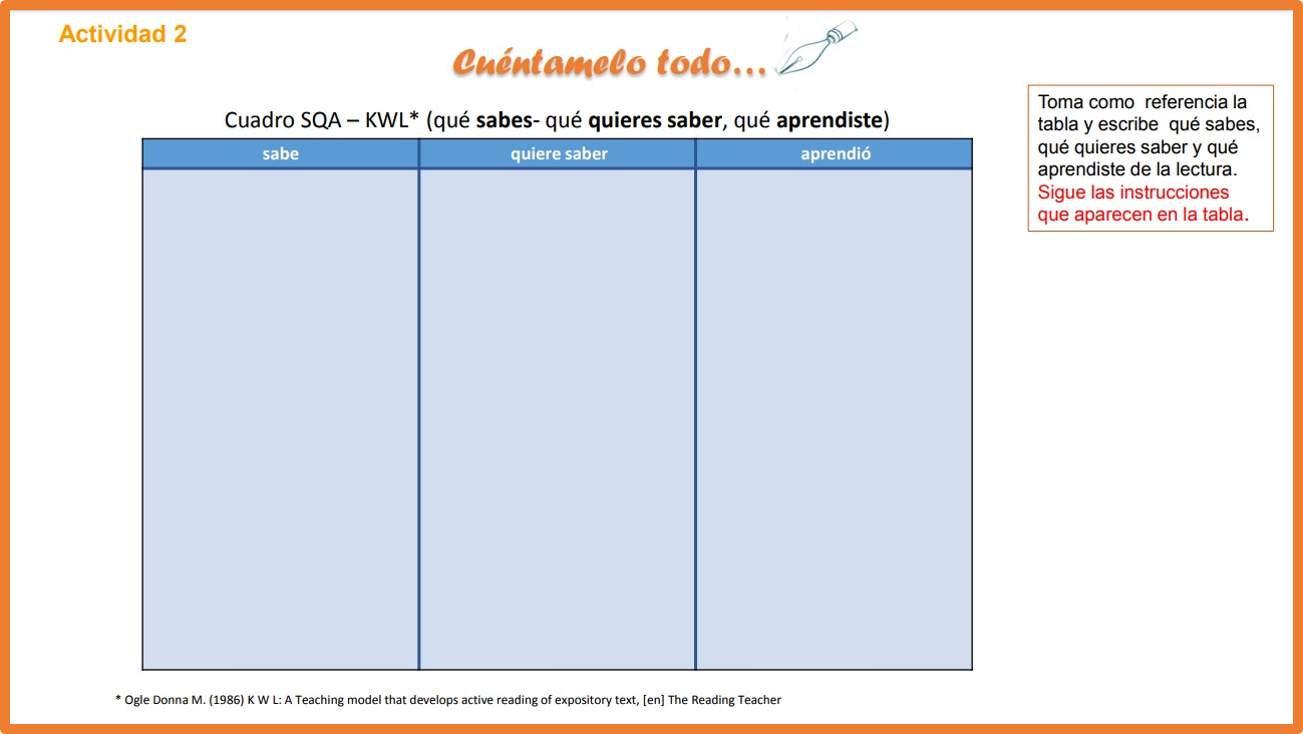 Actividad 2
Cuéntamelo todo...
Cuadro SQA – KWL* (qué sabes- qué quieres saber, qué aprendiste)
sabe
quiere saber
aprendió
Toma como referencia la
tabla y escribe qué sabes,
qué quieres saber y qué
aprendiste de la lectura.
Sigue las instrucciones
que aparecen en la tabla.
* Ogle Donna M. (1986) K W L: A Teaching model that develops active reading of expository text, [en] The Reading Teacher